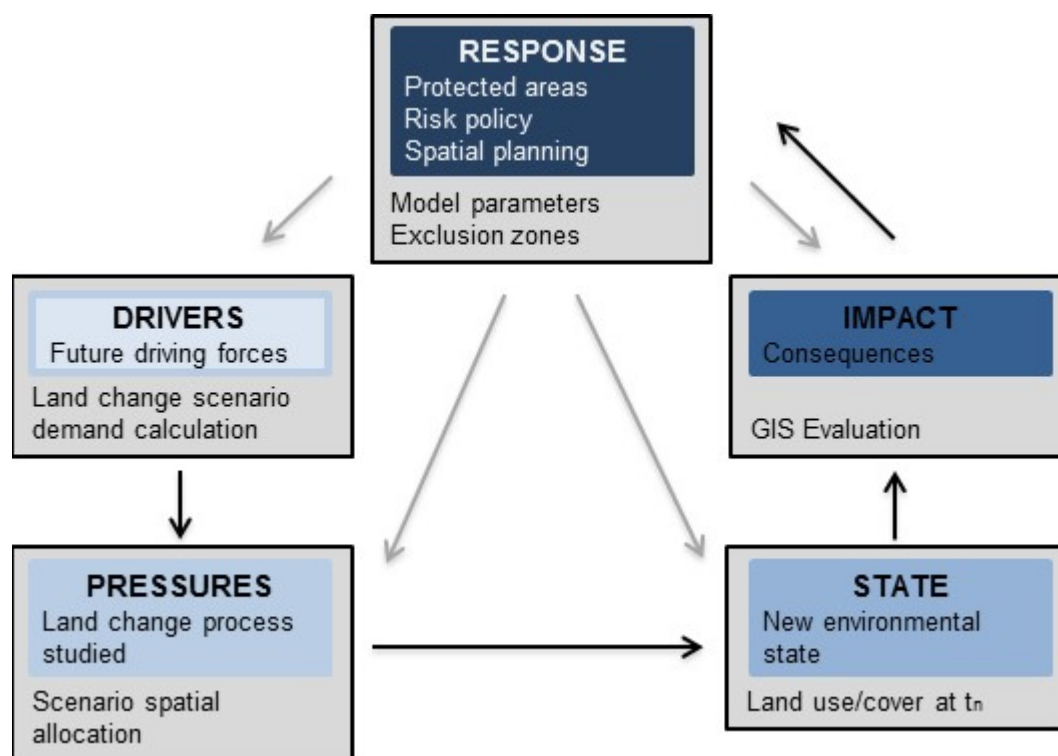 RESPONSE
Protected areas
Risk policy
Spatial planning
Model parameters
Exclusion zones
DRIVERS
Future driving forces
Land change scenario
demand calculation
IMPACT
Consequences
GIS Evaluation
PRESSURES
Land change process
studied
Scenario spatial
allocation
STATE
New environmental
state
Land use/cover at tₙ